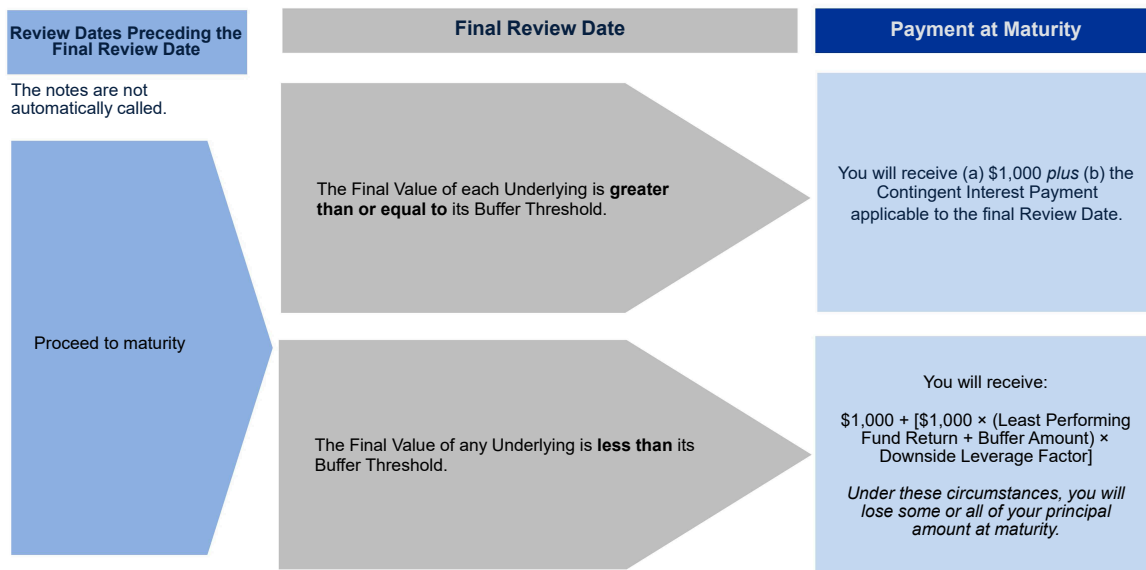 Review Dates Preceding the
Final Review Date
Final Review Date
Payment at Maturity
The notes are not
automatically called.
Proceed to maturity
The Final Value of each Underlying is greater
than or equal to its Buffer Threshold.
You will receive (a) $1,000 plus (b) the
Contingent Interest Payment
applicable to the final Review Date.
The Final Value of any Underlying is less than its
Buffer Threshold.
You will receive:
$1,000 + [$1,000 × (Least Performing
Fund Return + Buffer Amount) ×
Downside Leverage Factor]
Under these circumstances, you will
lose some or all of your principal
amount at maturity.